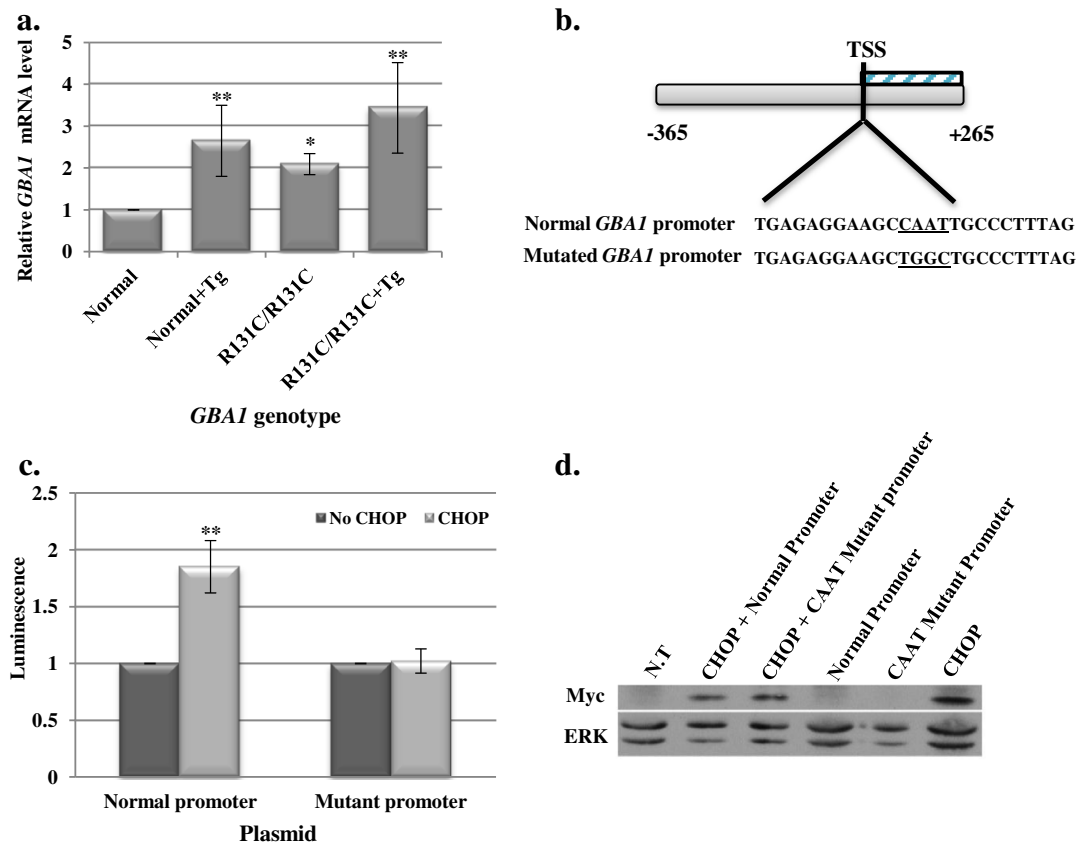 a.
Relative GBA1 mRNA level
5
4
3
2
1
0
**
*
**
Normal
Normal+Tg
R131C/R131C
R131C/R131C+Tg
GBA1 genotype
b.
TSS
-365
+265
Normal GBA1 promoter TGAGAGGAAGCCAATTGCCCTTTAG
Mutated GBA1 promoter TGAGAGGAAGCTGGCTGCCCTTTAG
c.
Luminescence
2.5
2
1.5
1
0.5
0
No CHOP CHOP
**
Normal promoter
Mutant promoter
Plasmid
d.
N.T
CHOP + Normal Promoter
CHOP + CAAT Mutant promoter
Normal Promoter
CAAT Mutant Promoter
CHOP
Myc
ERK